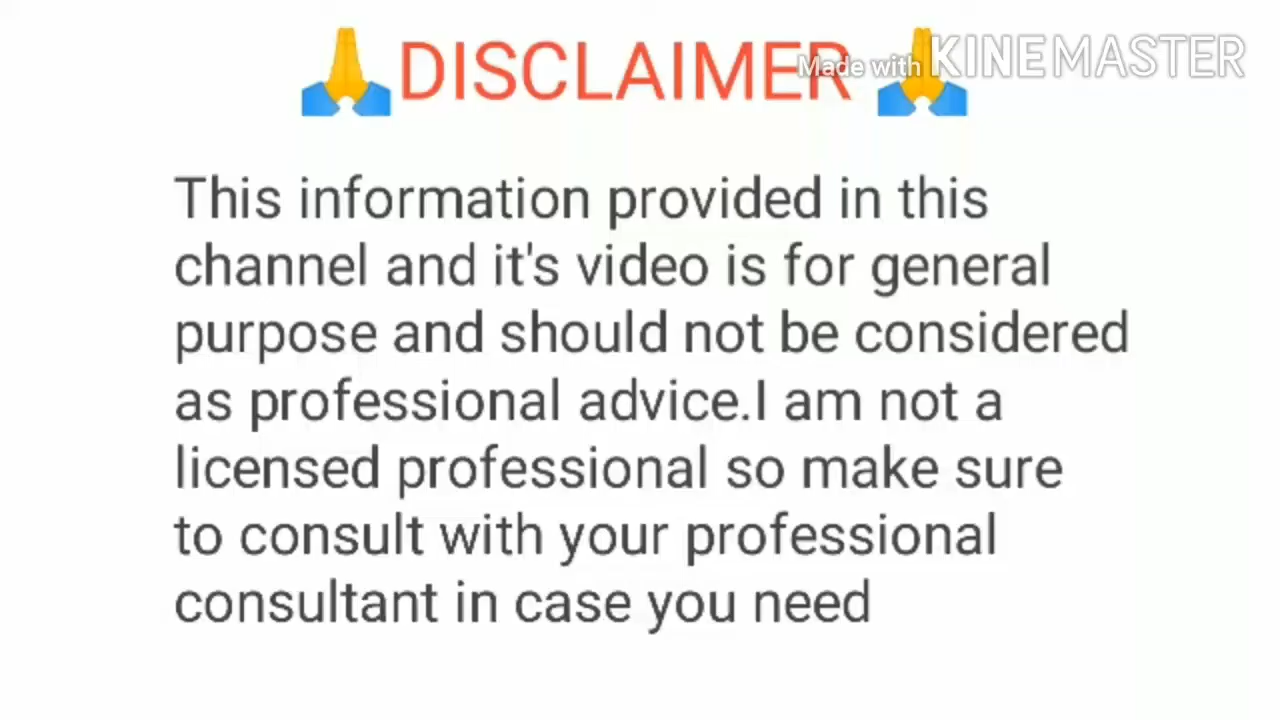 🙏DISCLAIMER🙏
Made with KINEMASTER
This information provided in this
channel and it's video is for general
purpose and should not be considered
as professional advice.I am not a
licensed professional so make sure
to consult with your professional
consultant in case you need